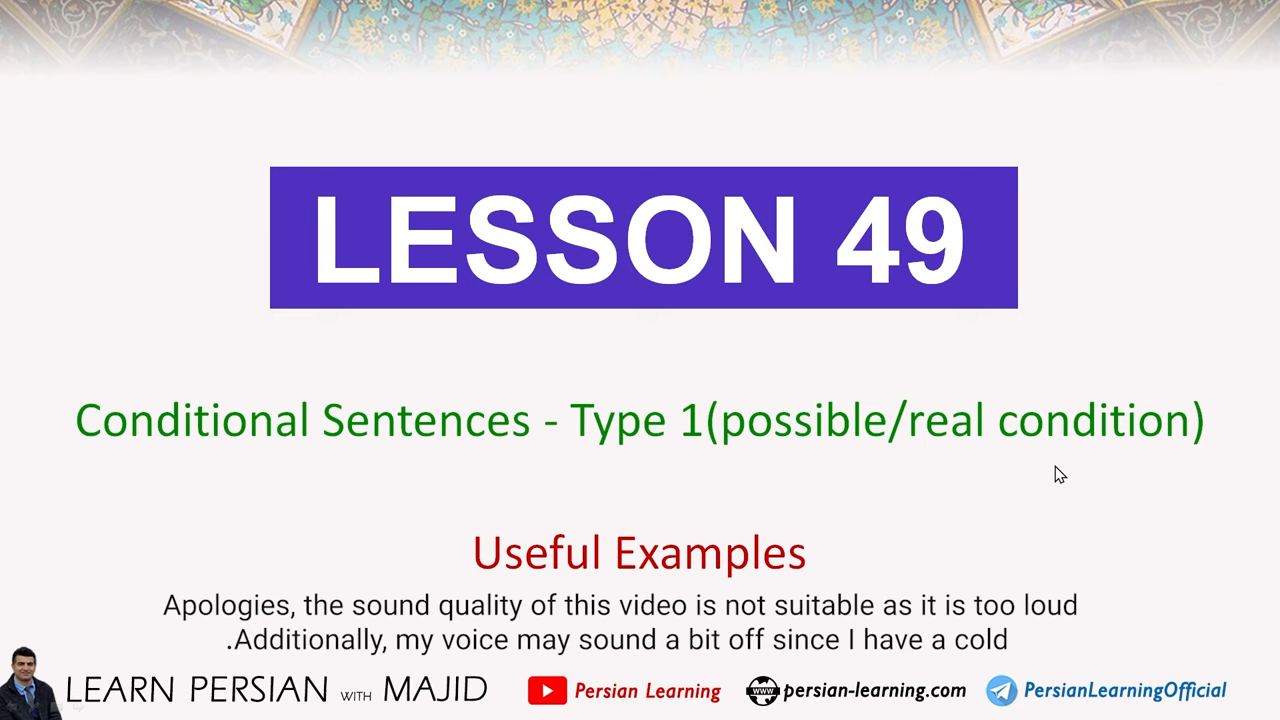 LESSON 49
Conditional Sentences - Type 1(possible/real condition)
Useful Examples
Apologies, the sound quality of this video is not suitable as it is too loud
.Additionally, my voice may sound a bit off since I have a cold
LEARN PERSIAN WITH MAJID Persian Learning www persian-learning.com PersianLearningOfficial